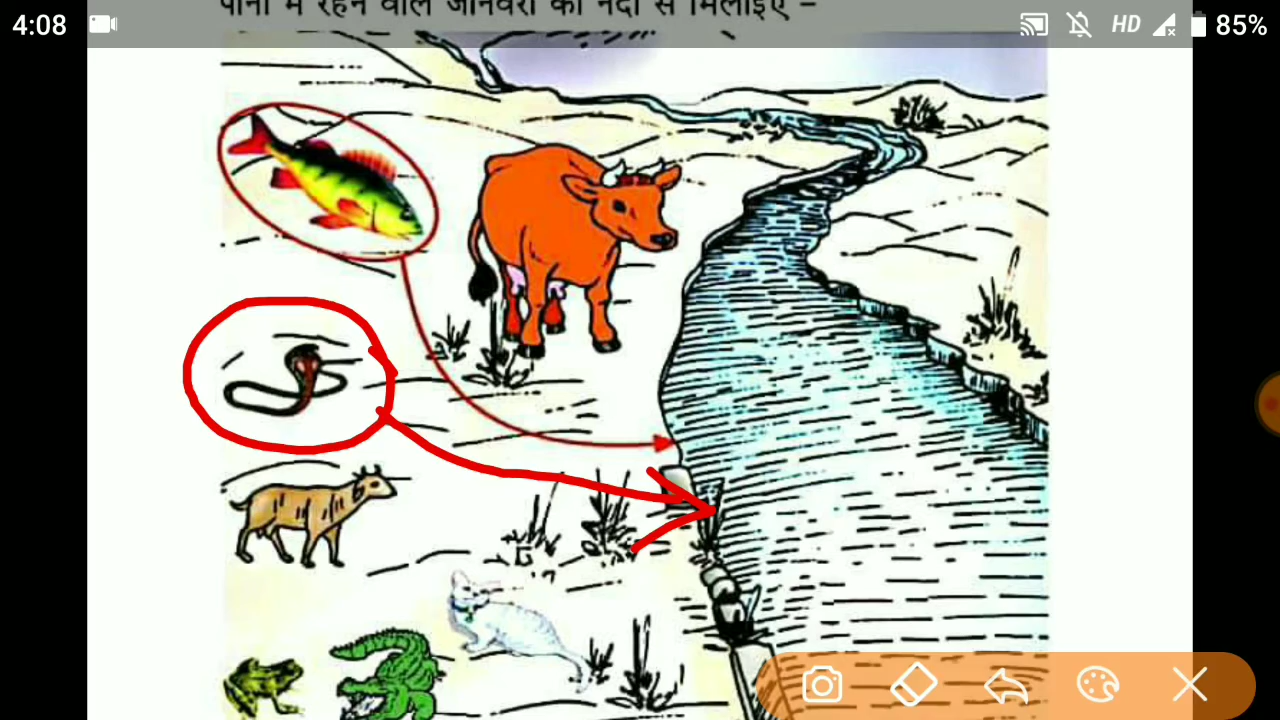 4:08 HD 85%
पानी में रहने वाले जानवरों को नदी से मिलाइए –